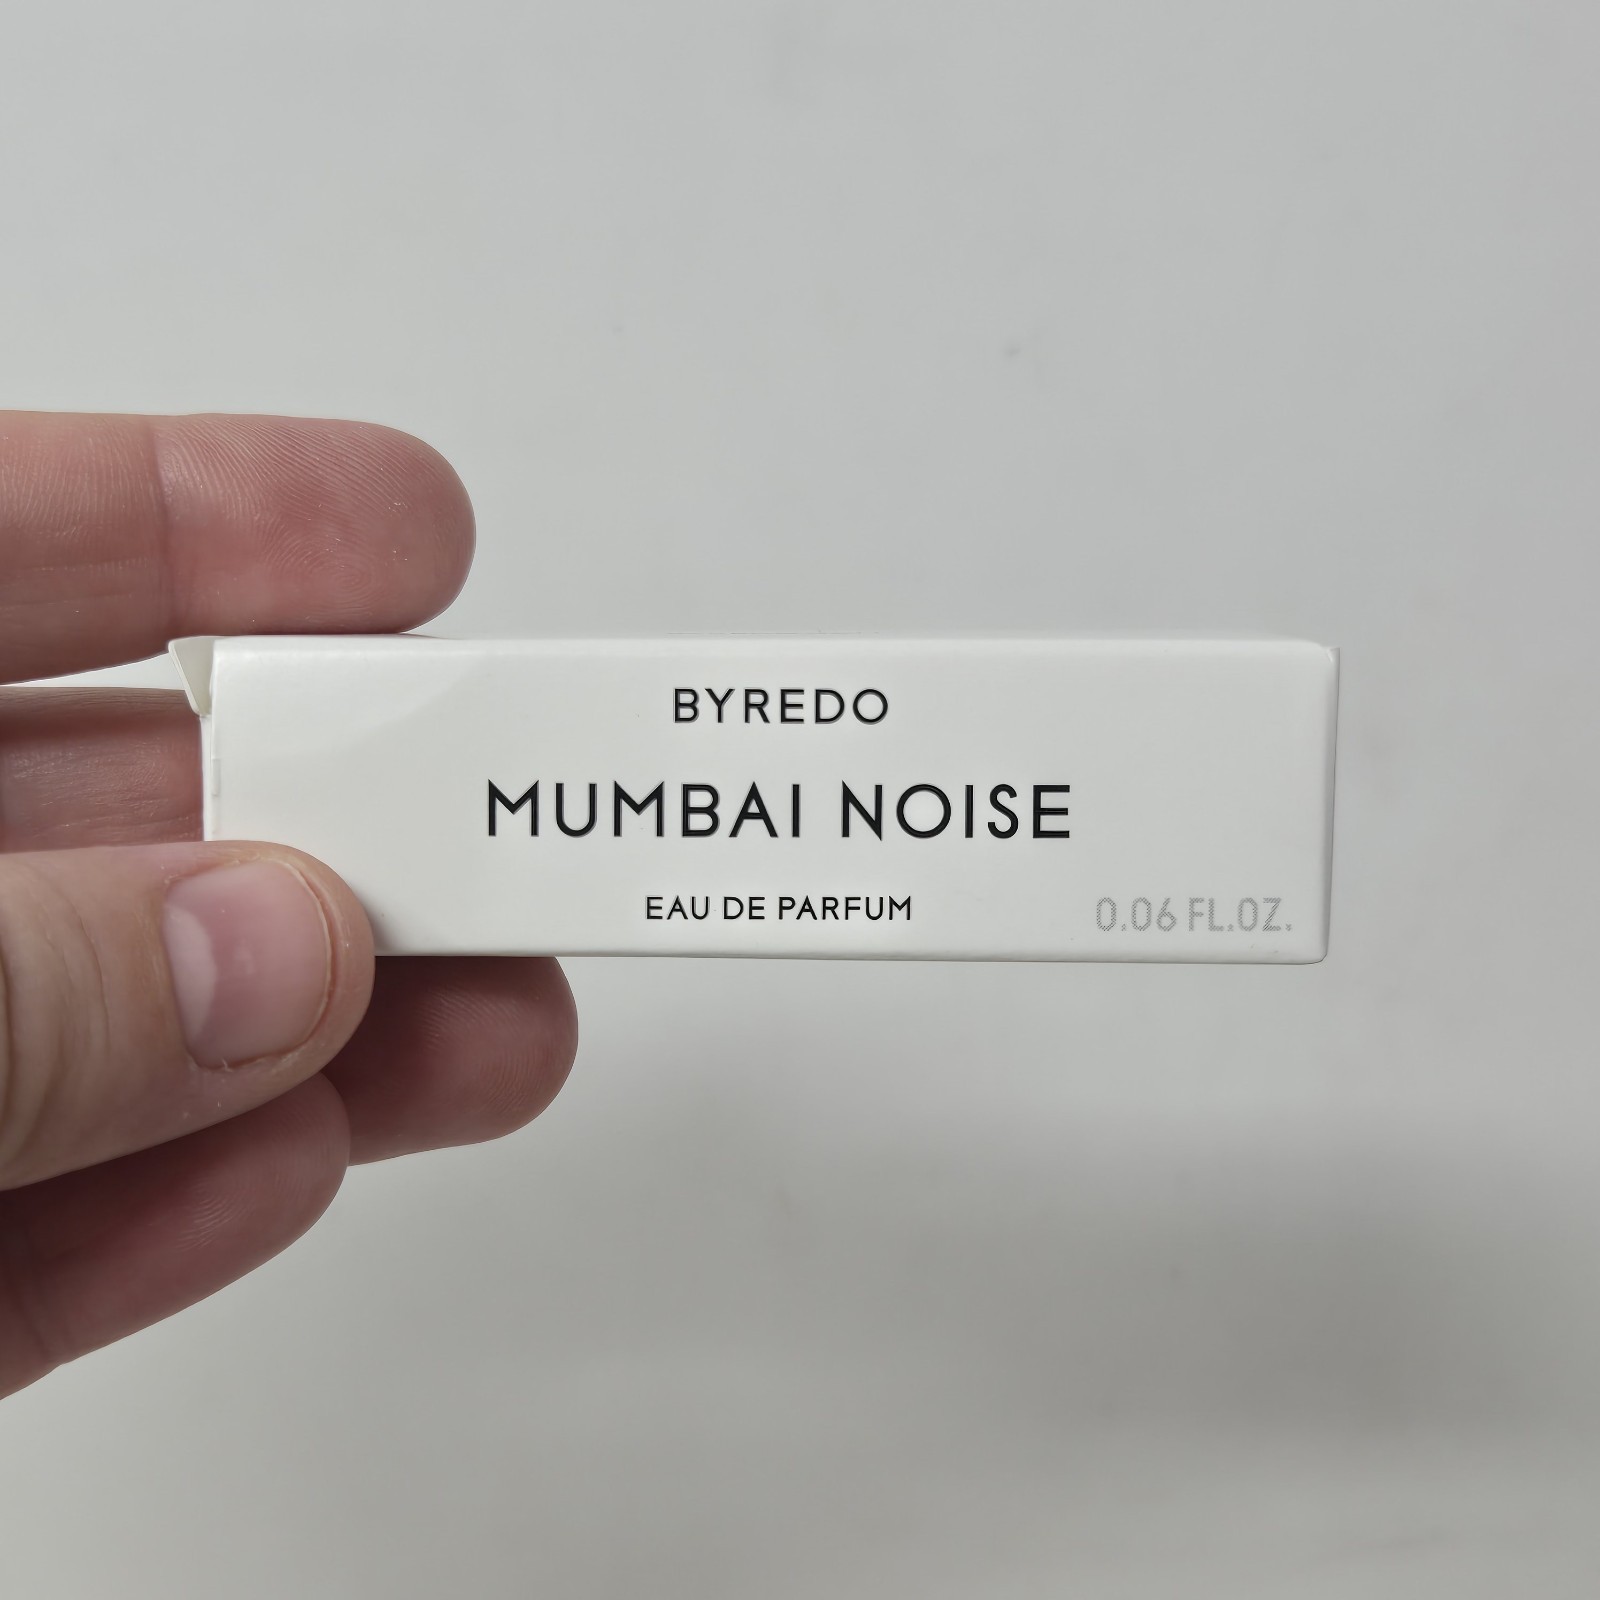 BYREDO
MUMBAI NOISE
EAU DE PARFUM
0.06 FL.OZ.